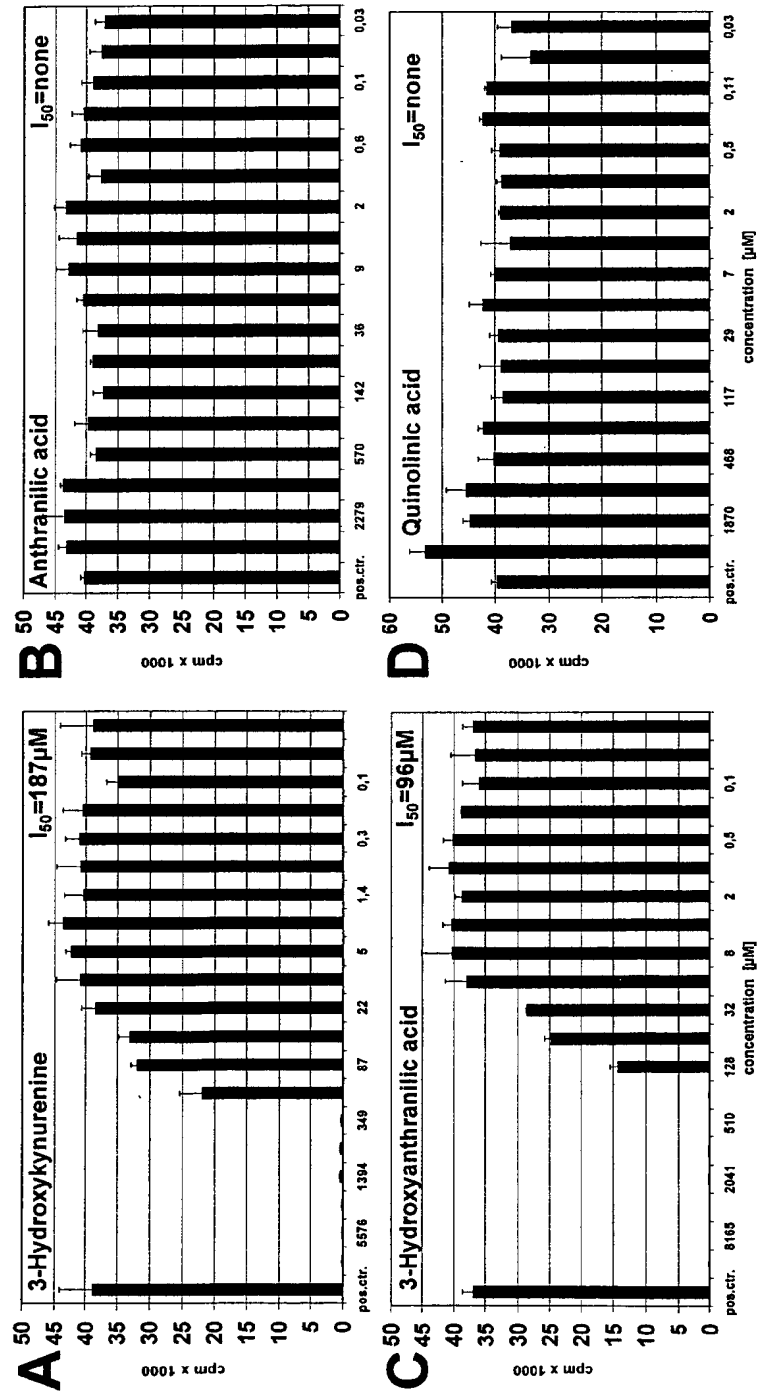 A
3-Hydroxykynurenine
I50=187µM
cpm x 1000
50
45
40
35
30
25
20
15
10
5
0
pos.ctr. 5576 1394 349 87 22 5 1,4 0,3 0,1
B
Anthranilic acid
I50=none
cpm x 1000
50
45
40
35
30
25
20
15
10
5
0
pos.ctr. 2279 570 142 36 9 2 0,6 0,1 0,03
C
3-Hydroxyanthranilic acid
I50=96µM
cpm x 1000
50
45
40
35
30
25
20
15
10
5
0
pos.ctr. 8165 2041 510 128 32 8 2 0,5 0,1
concentration [µM]
D
Quinolinic acid
I50=none
cpm x 1000
60
50
40
30
20
10
0
pos.ctr. 1870 468 117 29 7 2 0,5 0,11 0,03
concentration [µM]